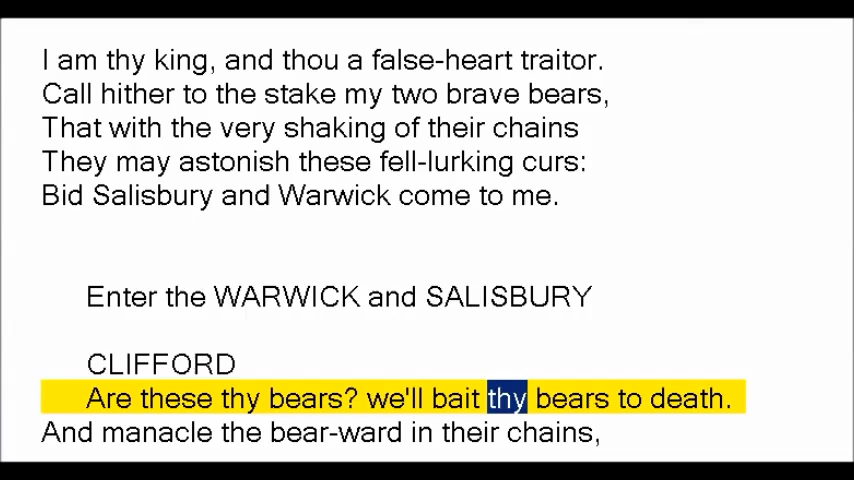 I am thy king, and thou a false-heart traitor.
Call hither to the stake my two brave bears,
That with the very shaking of their chains
They may astonish these fell-lurking curs:
Bid Salisbury and Warwick come to me.
Enter the WARWICK and SALISBURY
CLIFFORD
Are these thy bears? we'll bait thy bears to death.
And manacle the bear-ward in their chains,